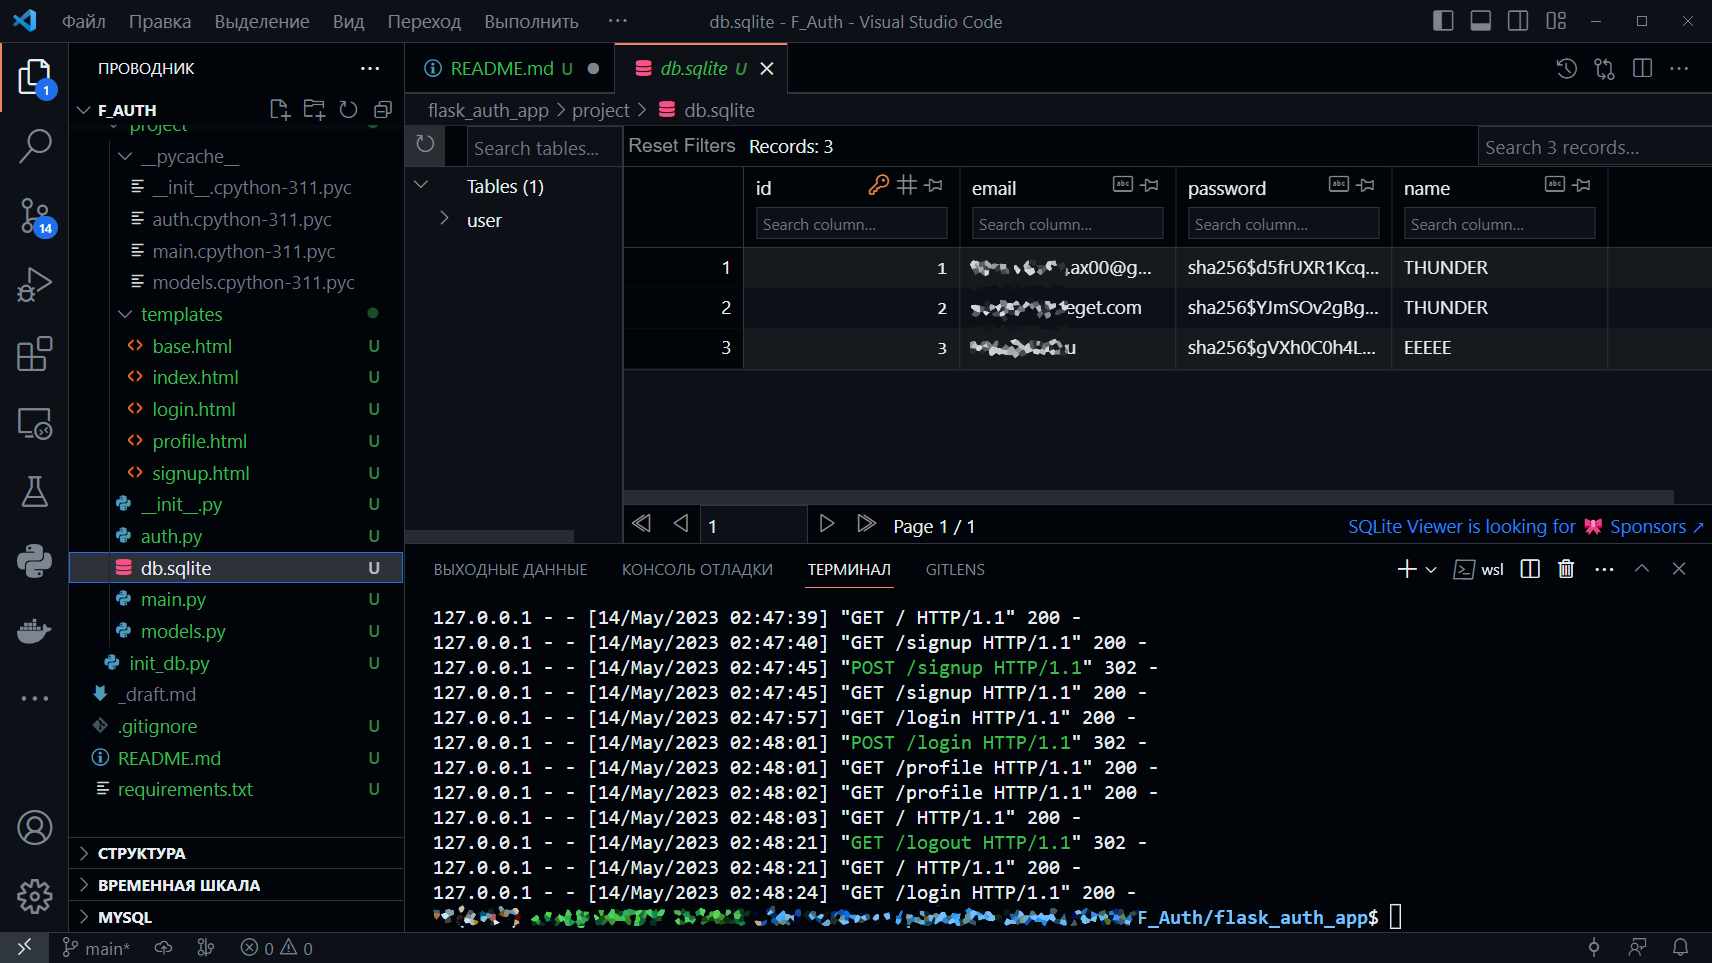 Файл Правка Выделение Вид Переход Выполнить ··· db.sqlite - F_Auth - Visual Studio Code
ПРОВОДНИК ···
1
14
F_AUTH
project
__pycache__
__init__.cpython-311.pyc
auth.cpython-311.pyc
main.cpython-311.pyc
models.cpython-311.pyc
templates
base.html U
index.html U
login.html U
profile.html U
signup.html U
__init__.py U
auth.py U
db.sqlite U
main.py U
models.py U
init_db.py U
_draft.md
.gitignore U
README.md U
requirements.txt U
СТРУКТУРА
ВРЕМЕННАЯ ШКАЛА
MYSQL
README.md U ● db.sqlite U
flask_auth_app > project > db.sqlite
Search tables... Reset Filters Records: 3 Search 3 records...
Tables (1)
user
id email password name
Search column... Search column... Search column... Search column...
1 1 .ax00@g... sha256$d5frUXR1Kcq... THUNDER
2 2 eget.com sha256$YJmSOv2gBg... THUNDER
3 3 u sha256$gVXh0C0h4L... EEEEE
1 Page 1 / 1 SQLite Viewer is looking for Sponsors ↗
ВЫХОДНЫЕ ДАННЫЕ КОНСОЛЬ ОТЛАДКИ ТЕРМИНАЛ GITLENS wsl
127.0.0.1 - - [14/May/2023 02:47:39] "GET / HTTP/1.1" 200 -
127.0.0.1 - - [14/May/2023 02:47:40] "GET /signup HTTP/1.1" 200 -
127.0.0.1 - - [14/May/2023 02:47:45] "POST /signup HTTP/1.1" 302 -
127.0.0.1 - - [14/May/2023 02:47:45] "GET /signup HTTP/1.1" 200 -
127.0.0.1 - - [14/May/2023 02:47:57] "GET /login HTTP/1.1" 200 -
127.0.0.1 - - [14/May/2023 02:48:01] "POST /login HTTP/1.1" 302 -
127.0.0.1 - - [14/May/2023 02:48:01] "GET /profile HTTP/1.1" 200 -
127.0.0.1 - - [14/May/2023 02:48:02] "GET /profile HTTP/1.1" 200 -
127.0.0.1 - - [14/May/2023 02:48:03] "GET / HTTP/1.1" 200 -
127.0.0.1 - - [14/May/2023 02:48:21] "GET /logout HTTP/1.1" 302 -
127.0.0.1 - - [14/May/2023 02:48:21] "GET / HTTP/1.1" 200 -
127.0.0.1 - - [14/May/2023 02:48:24] "GET /login HTTP/1.1" 200 -
F_Auth/flask_auth_app$
main* 0 0